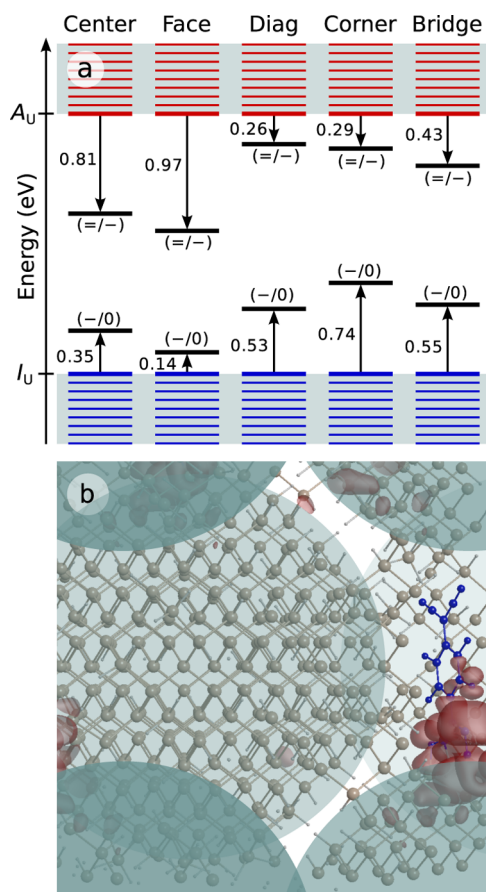 Center Face Diag Corner Bridge
a
Energy (eV)
A_U
0.81 0.97 0.26 0.29 0.43
(=/−) (=/−) (=/−) (=/−) (=/−)
(−/0) (−/0) (−/0) (−/0) (−/0)
0.35 0.14 0.53 0.74 0.55
I_U
b